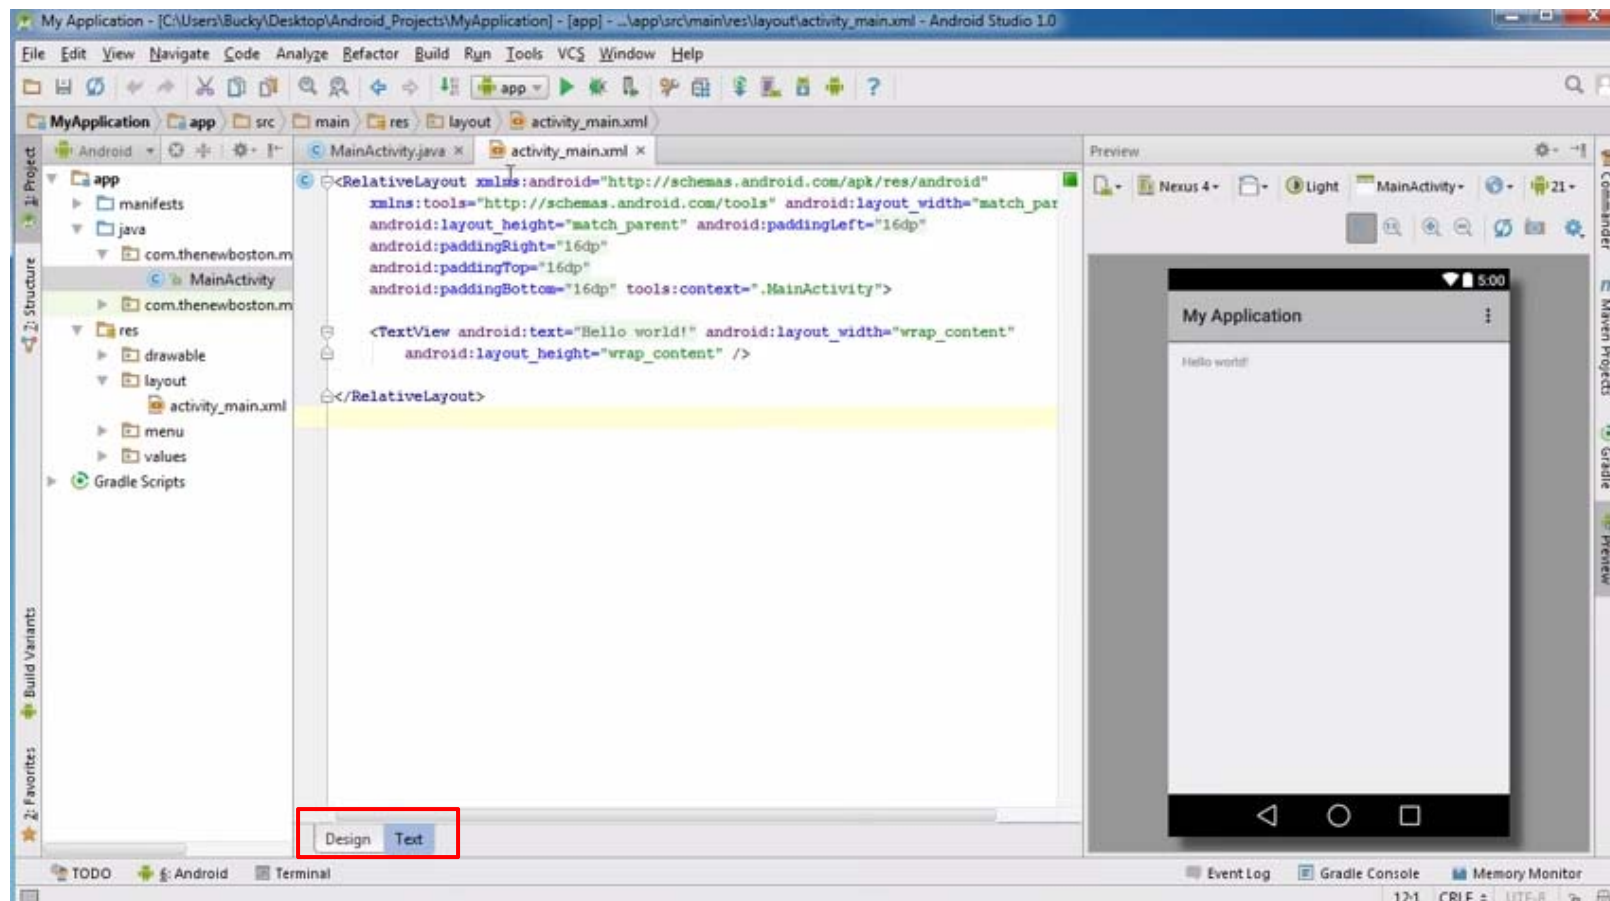 My Application - [C:\Users\Bucky\Desktop\Android_Projects\MyApplication] - [app] - ...\app\src\main\res\layout\activity_main.xml - Android Studio 1.0
File Edit View Navigate Code Analyze Refactor Build Run Tools VCS Window Help
app
?
MyApplication app src main res layout activity_main.xml
1: Project
2: Structure
Build Variants
2: Favorites
Android
app
manifests
java
com.thenewboston.m
MainActivity
com.thenewboston.m
res
drawable
layout
activity_main.xml
menu
values
Gradle Scripts
MainActivity.java × activity_main.xml ×
<RelativeLayout xmlns:android="http://schemas.android.com/apk/res/android"
xmlns:tools="http://schemas.android.com/tools" android:layout_width="match_par
android:layout_height="match_parent" android:paddingLeft="16dp"
android:paddingRight="16dp"
android:paddingTop="16dp"
android:paddingBottom="16dp" tools:context=".MainActivity">
<TextView android:text="Hello world!" android:layout_width="wrap_content"
android:layout_height="wrap_content" />
</RelativeLayout>
Design Text
Preview
Nexus 4 Light MainActivity 21
5:00
My Application
Hello world!
Commander
Maven Projects
Gradle
Preview
TODO 6: Android Terminal Event Log Gradle Console Memory Monitor
12:1 CRLF UTF-8